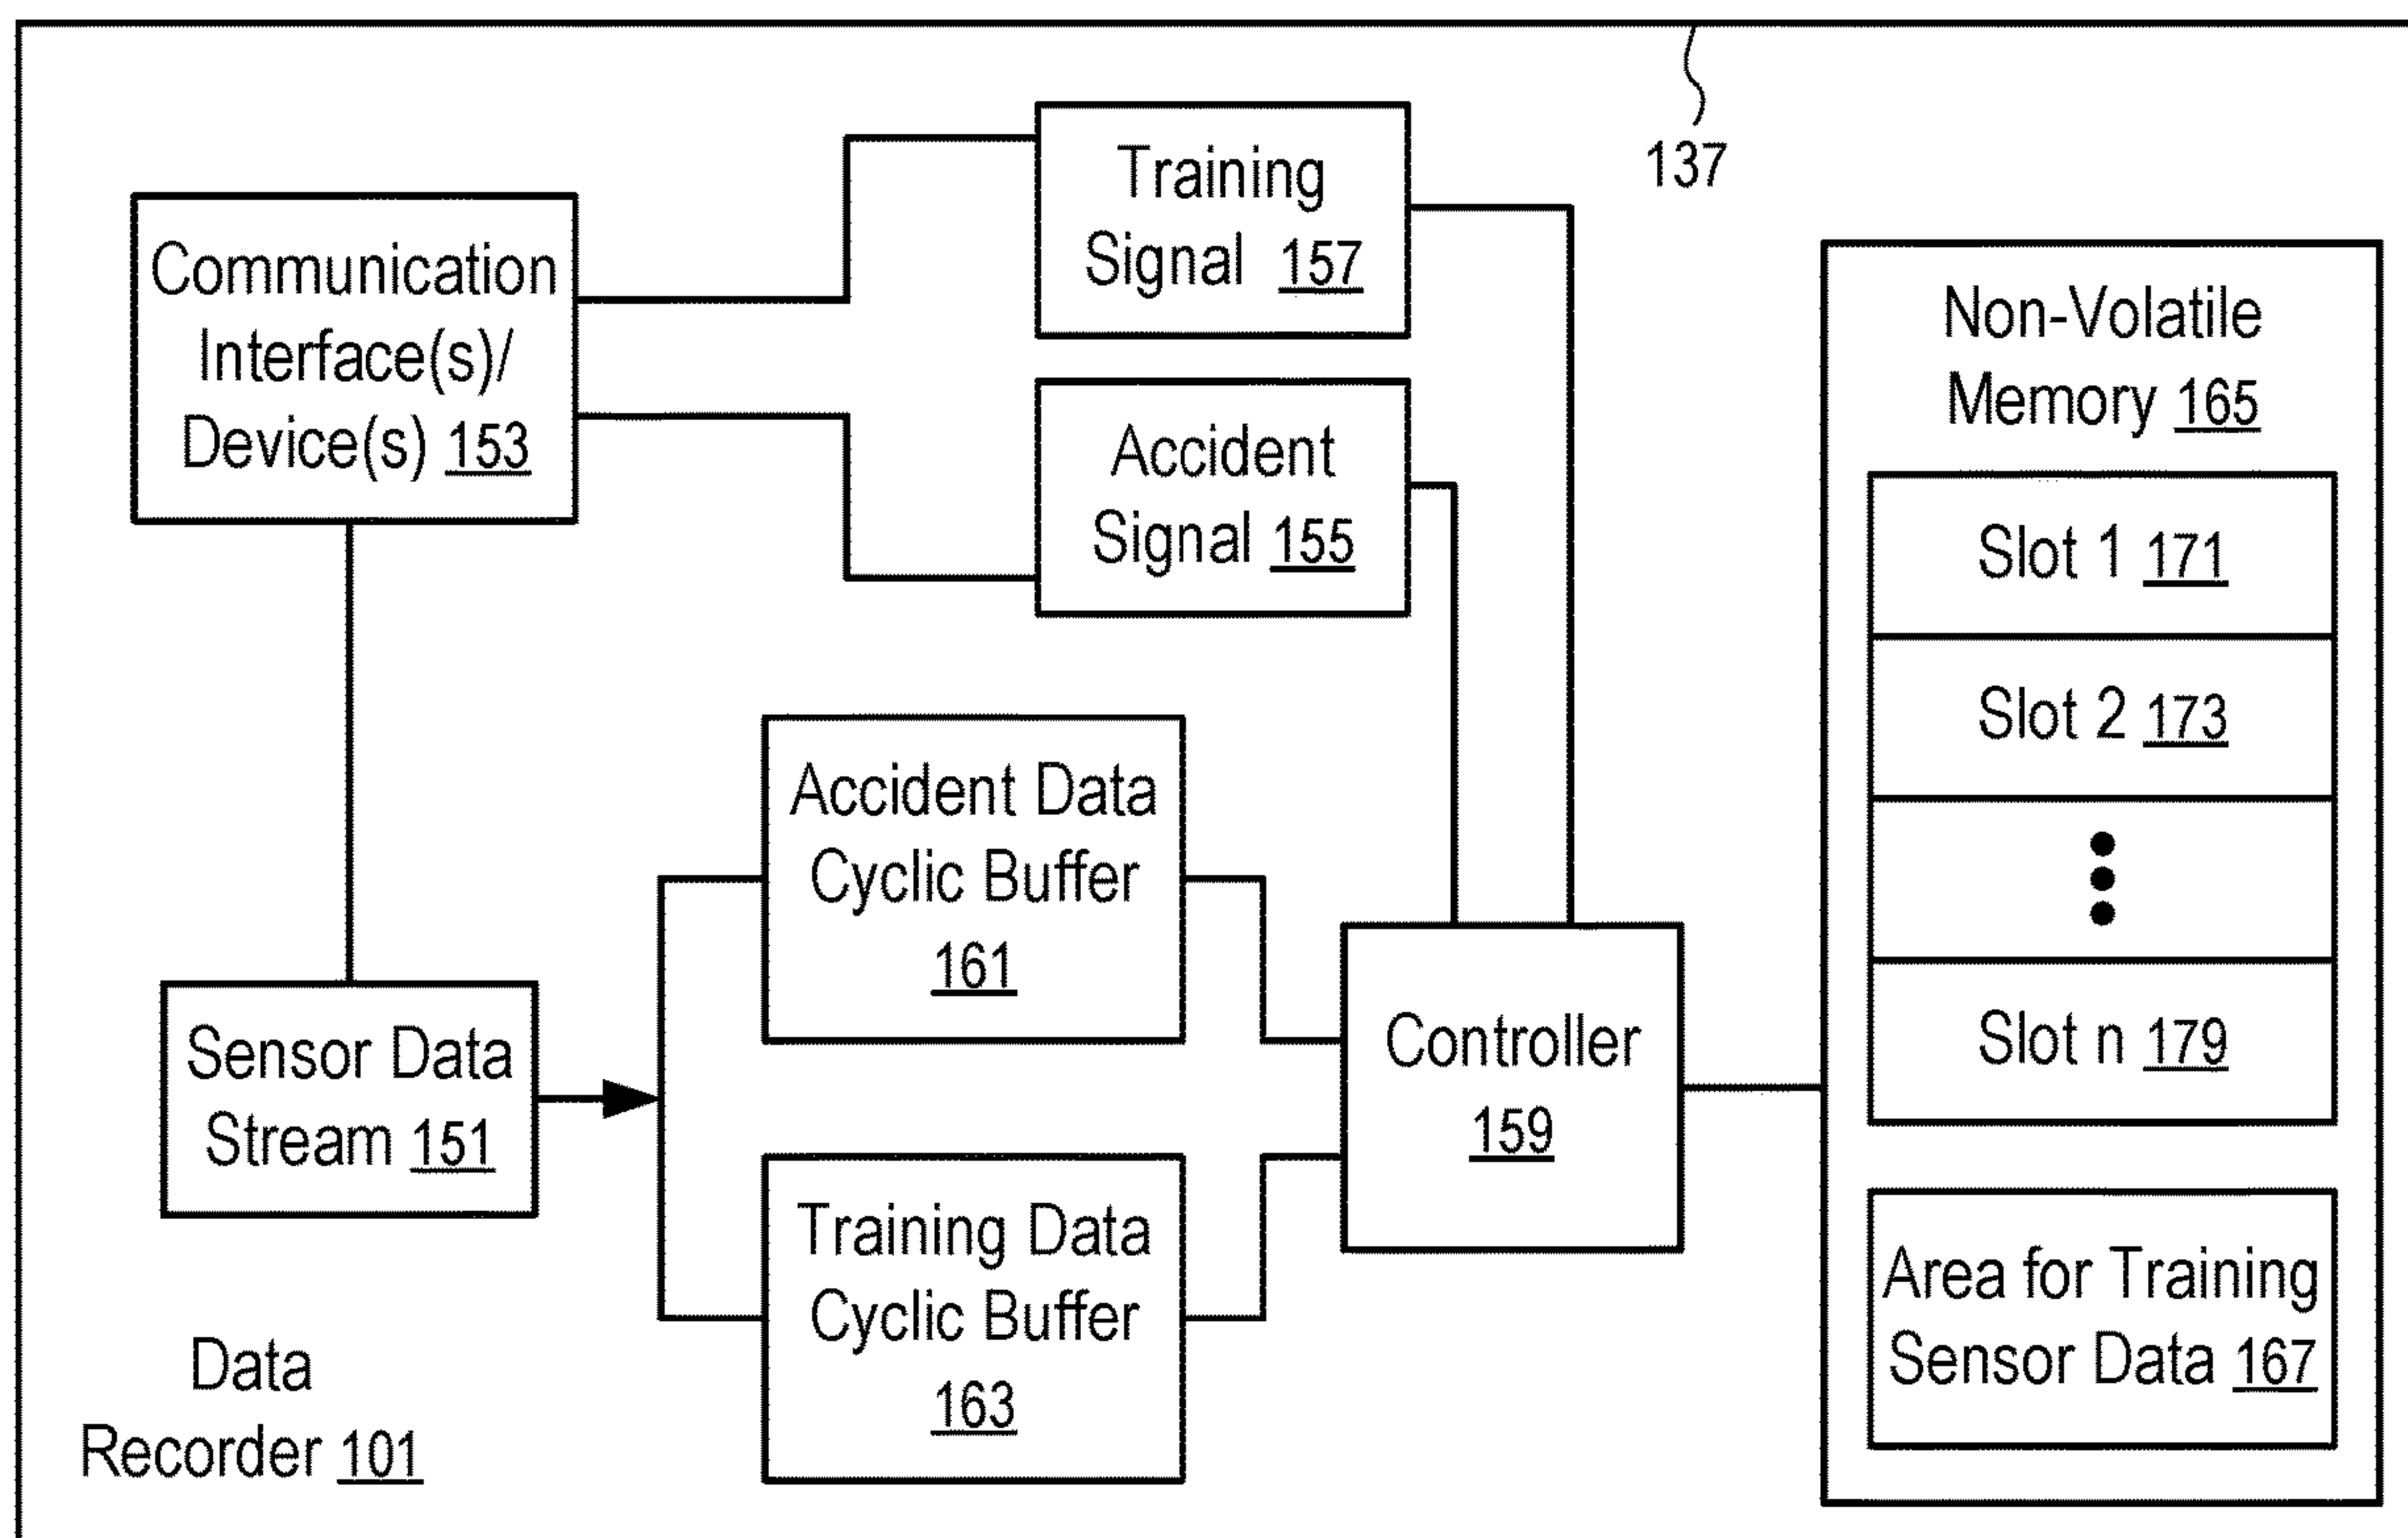 137
Training
Signal 157
Communication
Interface(s)/
Device(s) 153
Accident
Signal 155
Non-Volatile
Memory 165
Slot 1 171
Slot 2 173
Slot n 179
Area for Training
Sensor Data 167
Accident Data
Cyclic Buffer
161
Controller
159
Sensor Data
Stream 151
Training Data
Cyclic Buffer
163
Data
Recorder 101